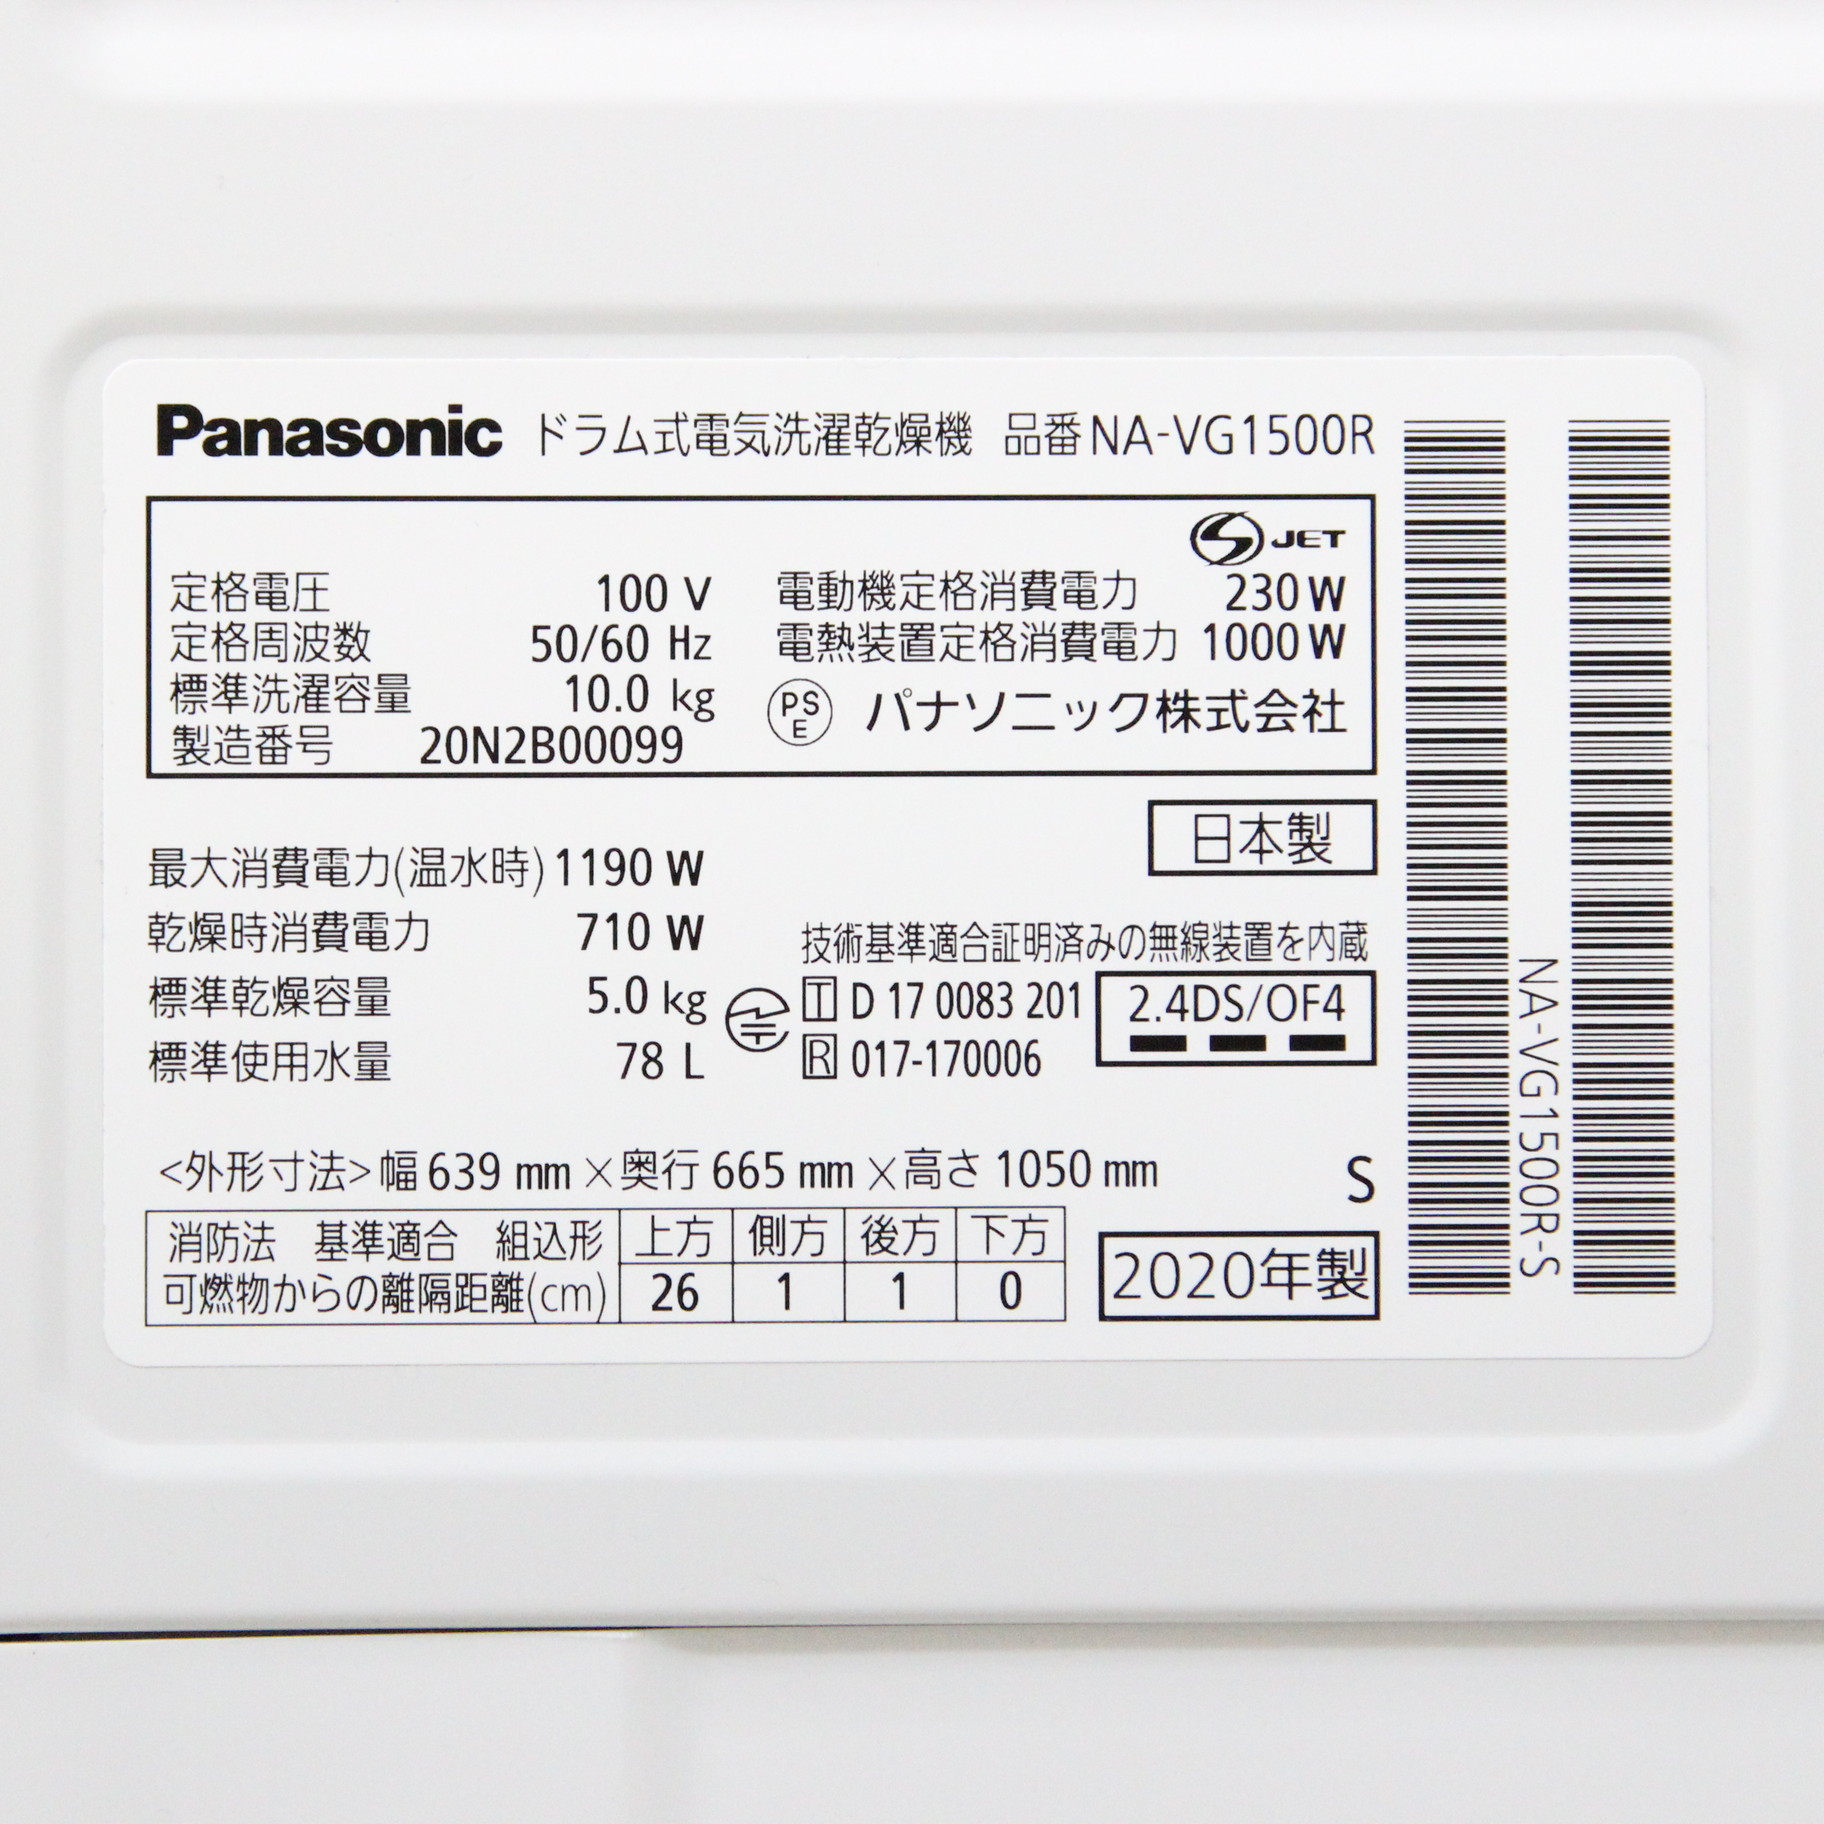 Panasonic ドラム式電気洗濯乾燥機 品番 NA-VG1500R
S JET
定格電圧 100 V 電動機定格消費電力 230 W
定格周波数 50/60 Hz 電熱装置定格消費電力 1000 W
標準洗濯容量 10.0 kg
PS E パナソニック株式会社
製造番号 20N2B00099
日本製
最大消費電力(温水時) 1190 W
乾燥時消費電力 710 W
標準乾燥容量 5.0 kg
標準使用水量 78 L
技術基準適合証明済みの無線装置を内蔵
T D 17 0083 201
R 017-170006
2.4DS/OF4
<外形寸法>幅 639 mm×奥行 665 mm×高さ 1050 mm
S
消防法 基準適合 組込形 上方 側方 後方 下方
可燃物からの離隔距離(cm) 26 1 1 0
2020年製
NA-VG1500R-S